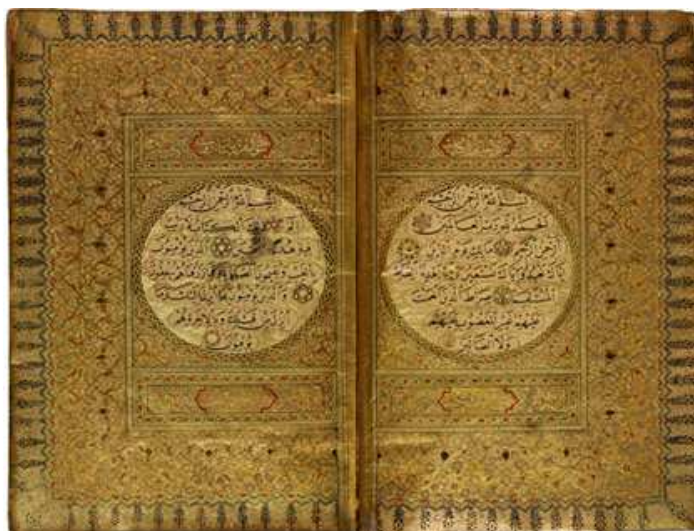 بسم الله الرحمن الرحيم
الحمد لله رب العالمين
الرحمن الرحيم ملك يوم الدين
اياك نعبد واياك نستعين اهدنا الصراط
المستقيم صراط الذين انعمت
عليهم غير المغضوب عليهم
ولا الضالين
بسم الله الرحمن الرحيم
الم ذلك الكتاب لا ريب
فيه هدى للمتقين الذين يؤمنون
بالغيب ويقيمون الصلوة ومما رزقناهم ينفقون
والذين يؤمنون بما انزل اليك وما
انزل من قبلك وبالاخرة هم
يوقنون